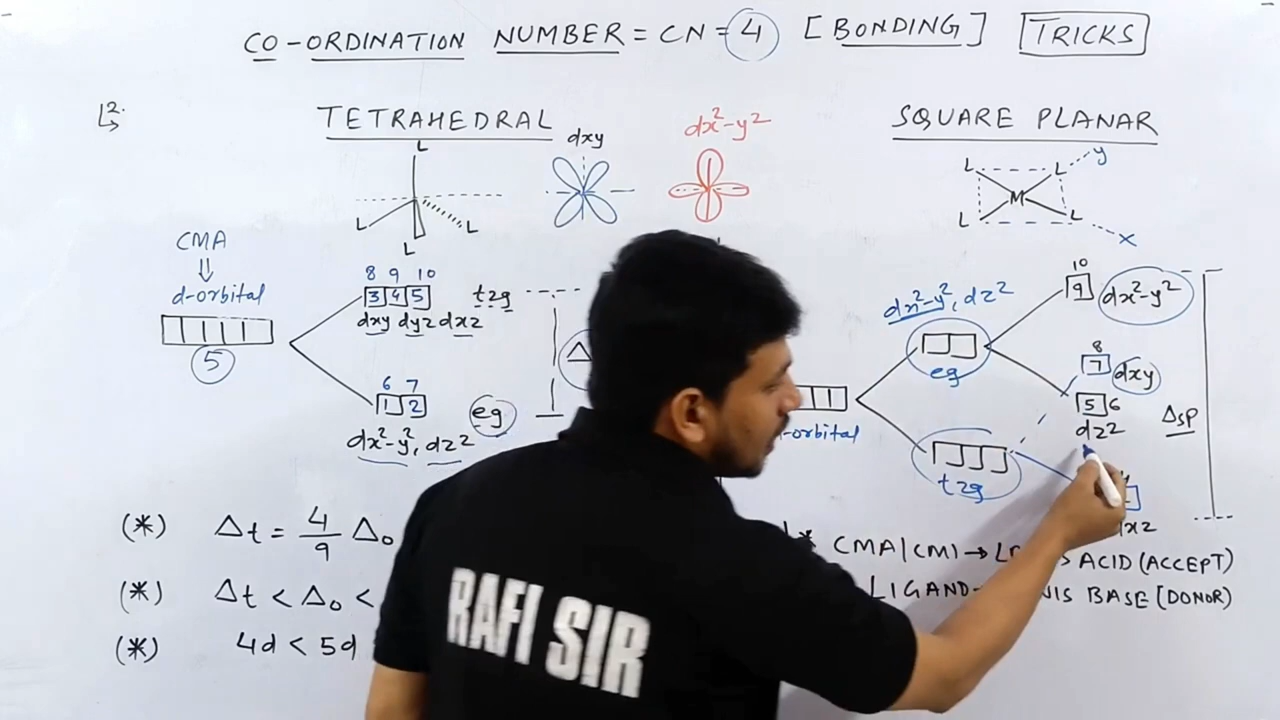 CO-ORDINATION NUMBER = CN = 4 [BONDING] TRICKS
L2.
TETRAHEDRAL
dxy
dx²-y²
L
L
L
L
CMA
⇓
d-orbital
5
8 9 10
3 4 5
t2g
dxy dyz dxz
6 7
1 2
eg
dx²-y², dz²
Δ
(*) Δt = 4/9 Δo
(*) Δt < Δo <
(*) 4d < 5d
SQUARE PLANAR
L L y
M
L L x
dx²-y², dz²
eg
-orbital
t2g
10
9
dx²-y²
8
7
dxy
5 6
dz²
Δsp
dxz
* CMA/CMI → ACID (ACCEPT)
LIGAND- BASE (DONOR)
RAFI SIR